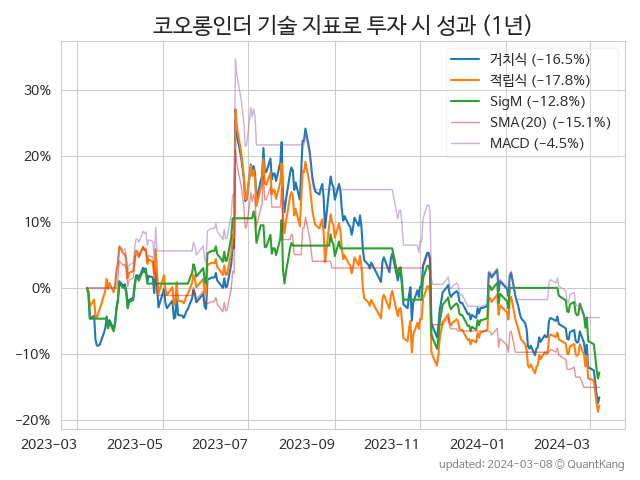 코오롱인더 기술 지표로 투자 시 성과 (1년)
거치식 (−16.5%)
적립식 (−17.8%)
SigM (−12.8%)
SMA(20) (−15.1%)
MACD (−4.5%)
30%
20%
10%
0%
−10%
−20%
2023−03 2023−05 2023−07 2023−09 2023−11 2024−01 2024−03
updated: 2024−03−08 © QuantKang